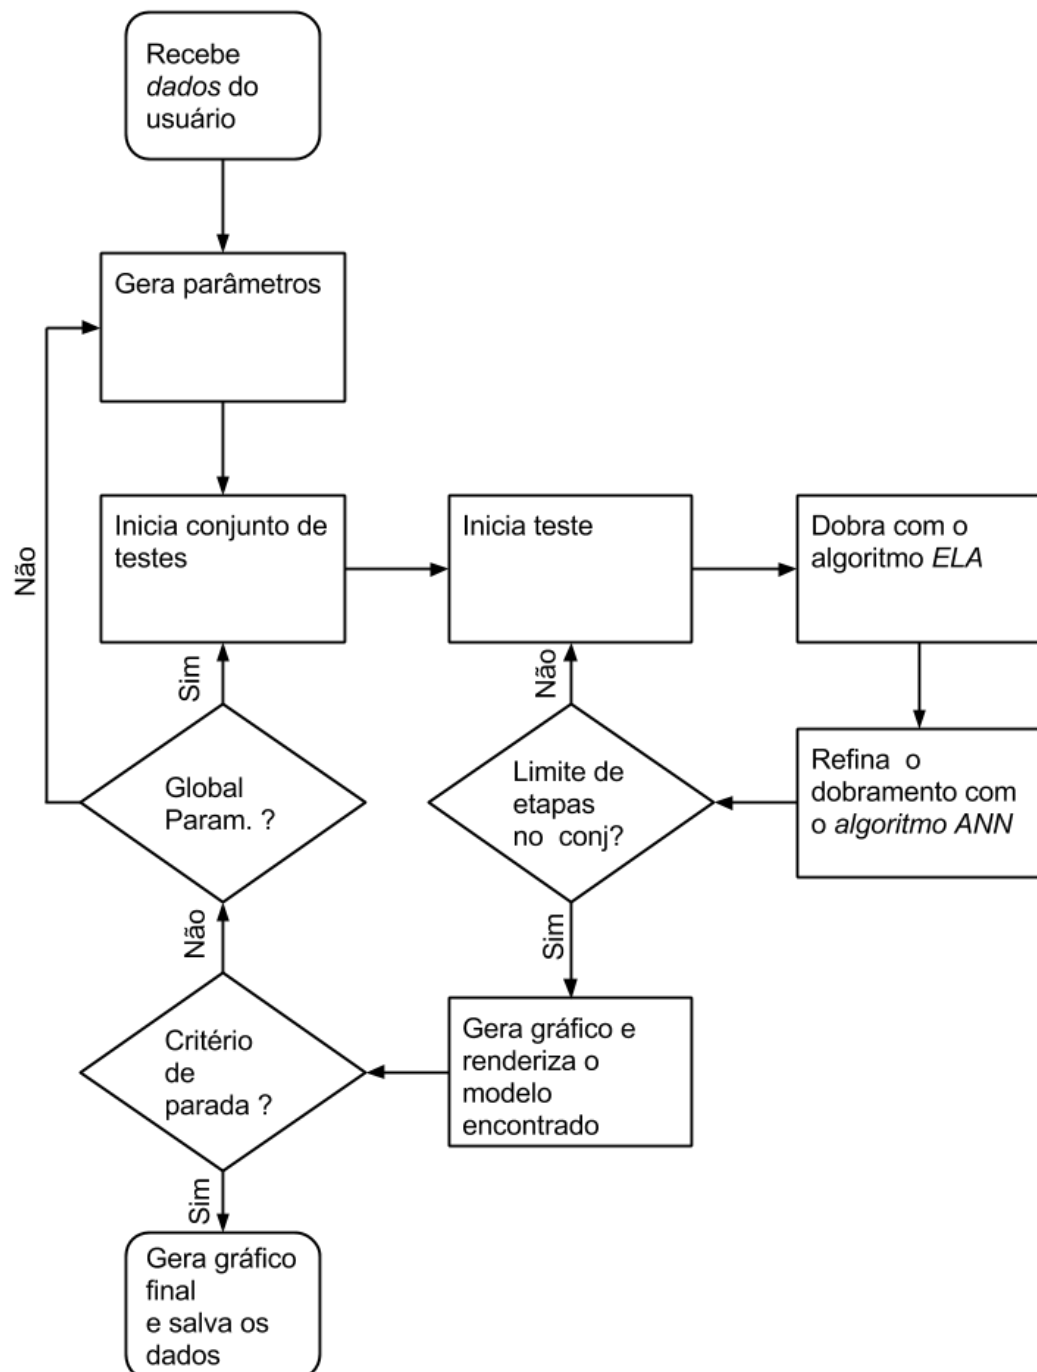 Recebe
dados do
usuário
Gera parâmetros
Não
Inicia conjunto de
testes
Inicia teste
Dobra com o
algoritmo ELA
Sim
Não
Global
Param. ?
Limite de
etapas
no conj?
Refina o
dobramento com
o algoritmo ANN
Não
Sim
Critério
de
parada ?
Gera gráfico e
renderiza o
modelo
encontrado
Sim
Gera gráfico
final
e salva os
dados